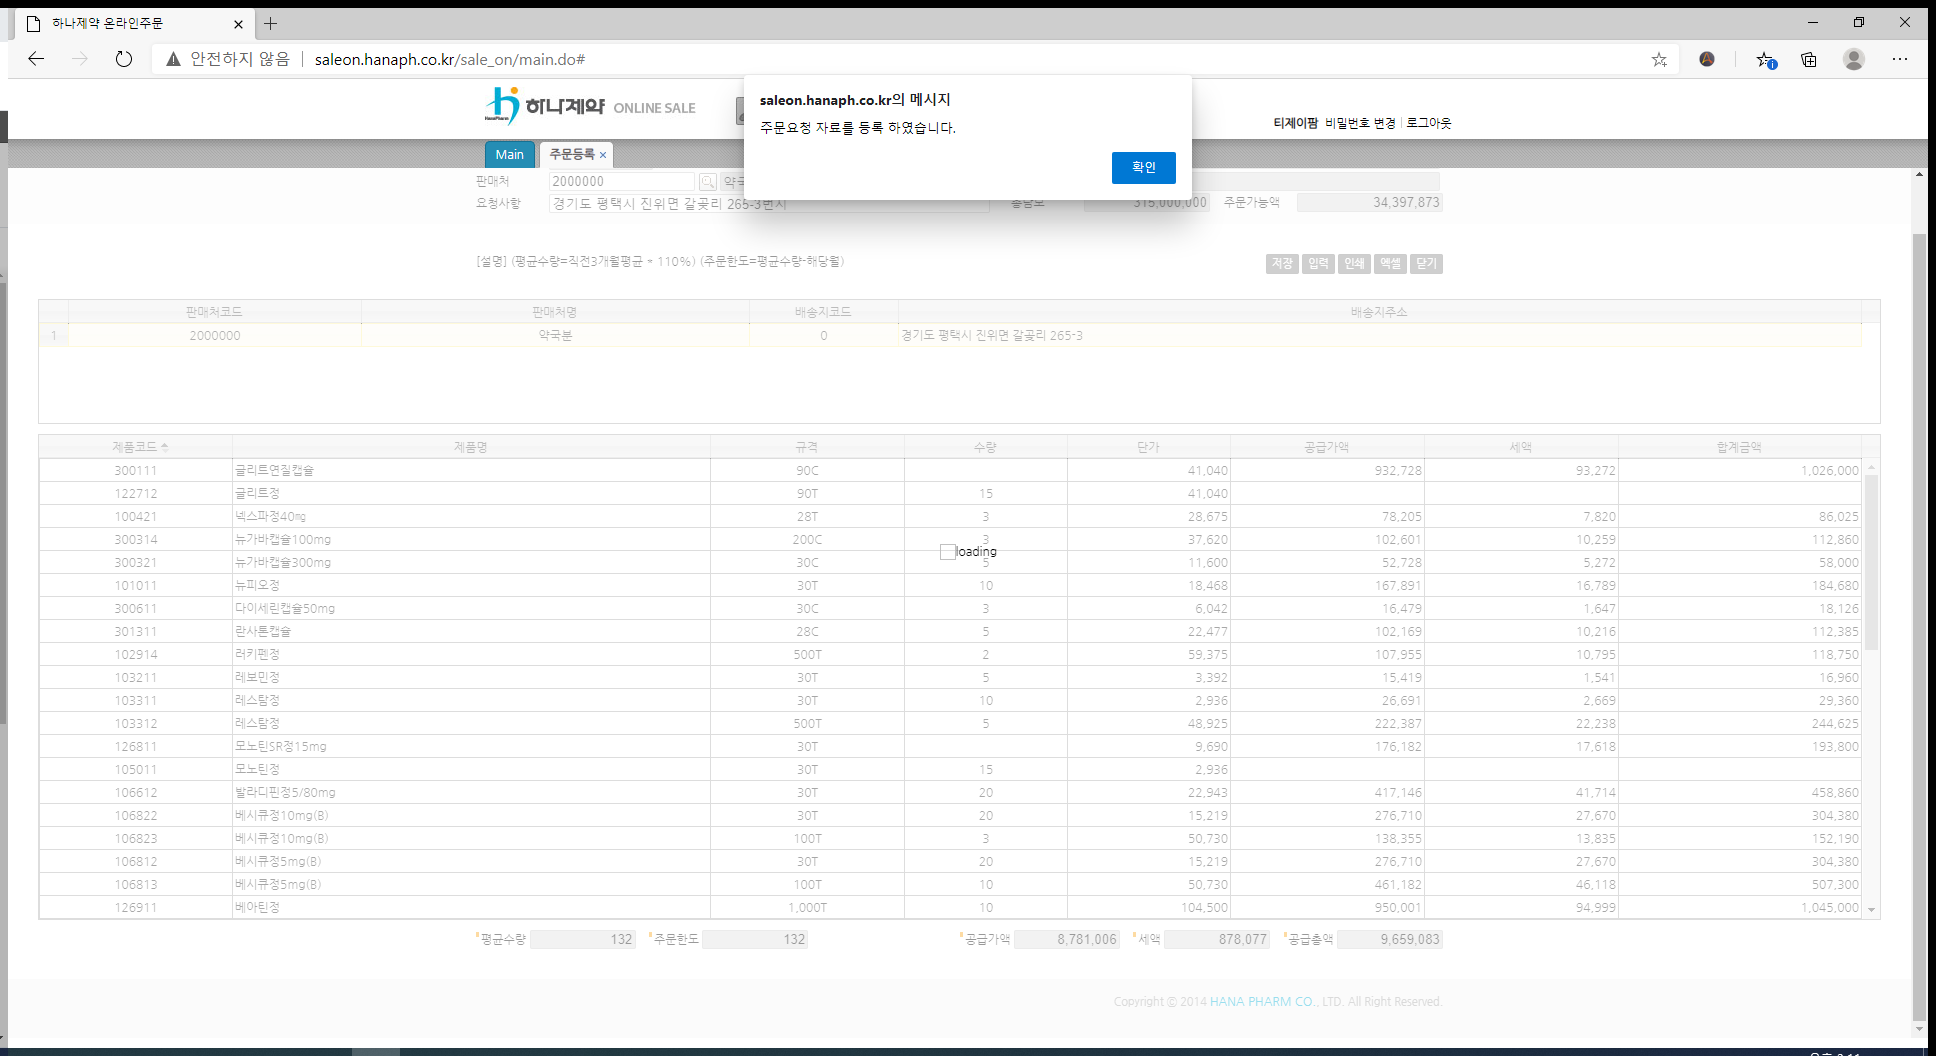 하나제약 온라인주문
안전하지 않음 saleon.hanaph.co.kr/sale_on/main.do#
HanaPharm 하나제약 ONLINE SALE
티제이팜 비밀번호 변경 | 로그아웃
saleon.hanaph.co.kr의 메시지
주문요청 자료를 등록 하였습니다.
확인
Main 주문등록
판매처 2000000 약국
요청사항 경기도 평택시 진위면 갈곶리 265-3번지 총담보 315,000,000 주문가능액 34,397,873
[설명] (평균수량=직전3개월평균 * 110%) (주문한도=평균수량-해당월)
저장 입력 인쇄 엑셀 닫기
판매처코드 판매처명 배송지코드 배송지주소
1 2000000 약국분 0 경기도 평택시 진위면 갈곶리 265-3
제품코드 제품명 규격 수량 단가 공급가액 세액 합계금액
300111 글리트연질캡슐 90C 41,040 932,728 93,272 1,026,000
122712 글리트정 90T 15 41,040
100421 넥스파정40mg 28T 3 28,675 78,205 7,820 86,025
300314 뉴가바캡슐100mg 200C 3 37,620 102,601 10,259 112,860
loading
300321 뉴가바캡슐300mg 30C 5 11,600 52,728 5,272 58,000
101011 뉴피오정 30T 10 18,468 167,891 16,789 184,680
300611 다이세린캡슐50mg 30C 3 6,042 16,479 1,647 18,126
301311 란사톤캡슐 28C 5 22,477 102,169 10,216 112,385
102914 러키펜정 500T 2 59,375 107,955 10,795 118,750
103211 레보민정 30T 5 3,392 15,419 1,541 16,960
103311 레스탐정 30T 10 2,936 26,691 2,669 29,360
103312 레스탐정 500T 5 48,925 222,387 22,238 244,625
126811 모노틴SR정15mg 30T 9,690 176,182 17,618 193,800
105011 모노틴정 30T 15 2,936
106612 발라디핀정5/80mg 30T 20 22,943 417,146 41,714 458,860
106822 베시큐정10mg(B) 30T 20 15,219 276,710 27,670 304,380
106823 베시큐정10mg(B) 100T 3 50,730 138,355 13,835 152,190
106812 베시큐정5mg(B) 30T 20 15,219 276,710 27,670 304,380
106813 베시큐정5mg(B) 100T 10 50,730 461,182 46,118 507,300
126911 베아틴정 1,000T 10 104,500 950,001 94,999 1,045,000
평균수량 132 주문한도 132 공급가액 8,781,006 세액 878,077 공급총액 9,659,083
Copyright © 2014 HANA PHARM CO., LTD. All Right Reserved.